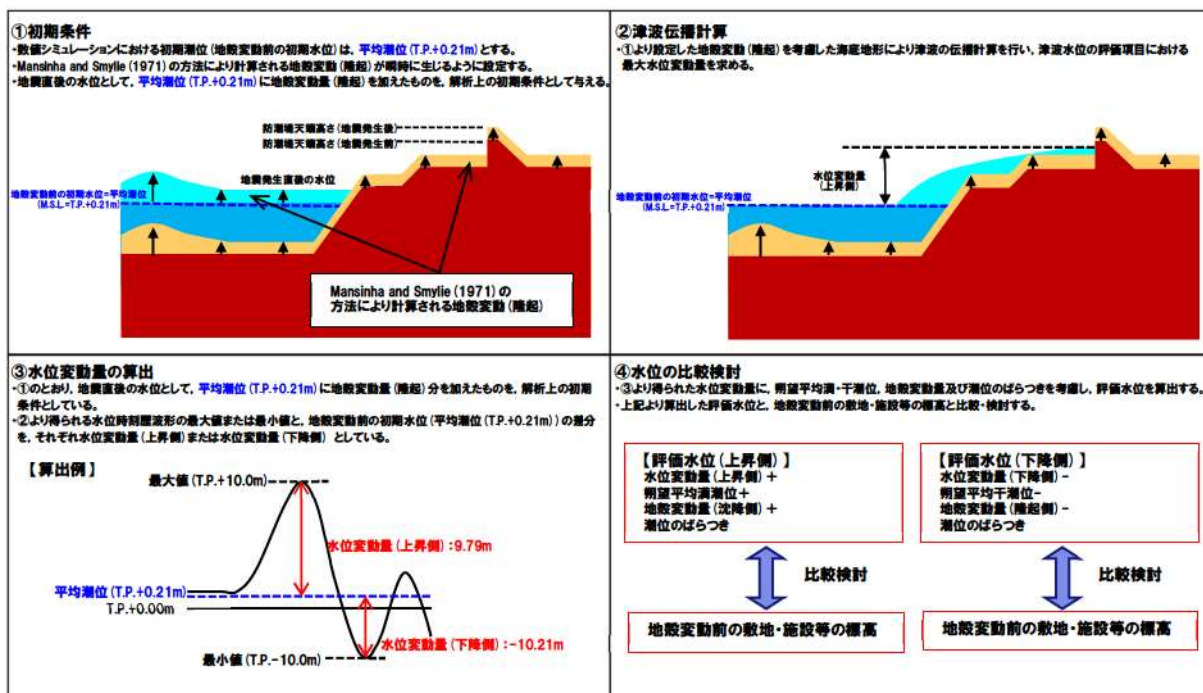 ①初期条件
・数値シミュレーションにおける初期潮位(地殻変動前の初期水位)は,平均潮位(T.P.+0.21m)とする。
・Mansinha and Smylie(1971)の方法により計算される地殻変動(隆起)が瞬時に生じるように設定する。
・地震直後の水位として,平均潮位(T.P.+0.21m)に地殻変動量(隆起)を加えたものを,解析上の初期条件として与える。
防潮堤天端高さ(地震発生後)
防潮堤天端高さ(地震発生前)
地震発生直後の水位
地殻変動前の初期水位=平均潮位
(M.S.L.=T.P.+0.21m)
Mansinha and Smylie(1971)の
方法により計算される地殻変動(隆起)
②津波伝播計算
・①より設定した地殻変動(隆起)を考慮した海底地形により津波の伝播計算を行い,津波水位の評価項目における
最大水位変動量を求める。
水位変動量
(上昇側)
地殻変動前の初期水位=平均潮位
(M.S.L.=T.P.+0.21m)
③水位変動量の算出
・①のとおり,地震直後の水位として,平均潮位(T.P.+0.21m)に地殻変動量(隆起)分を加えたものを,解析上の初期
条件としている。
・②より得られる水位時刻歴波形の最大値または最小値と,地殻変動前の初期水位(平均潮位(T.P.+0.21m))の差分
を,それぞれ水位変動量(上昇側)または水位変動量(下降側)としている。
【算出例】
最大値(T.P.+10.0m)
水位変動量(上昇側):9.79m
平均潮位(T.P.+0.21m)
T.P.+0.00m
水位変動量(下降側):-10.21m
最小値(T.P.-10.0m)
④水位の比較検討
・③より得られた水位変動量に,朔望平均満・干潮位,地殻変動量及び潮位のばらつきを考慮し,評価水位を算出する。
・上記より算出した評価水位と,地殻変動前の敷地・施設等の標高と比較・検討する。
【評価水位(上昇側)】
水位変動量(上昇側)+
朔望平均満潮位+
地殻変動量(沈降側)+
潮位のばらつき
比較検討
地殻変動前の敷地・施設等の標高
【評価水位(下降側)】
水位変動量(下降側)-
朔望平均干潮位-
地殻変動量(隆起側)-
潮位のばらつき
比較検討
地殻変動前の敷地・施設等の標高